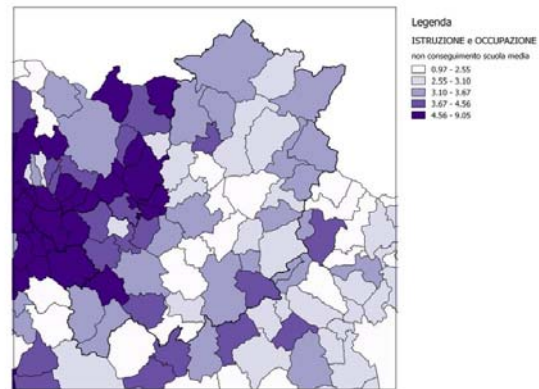 Legenda
ISTRUZIONE e OCCUPAZIONE
non conseguimento scuola media
0.97 - 2.55
2.55 - 3.10
3.10 - 3.67
3.67 - 4.56
4.56 - 9.05